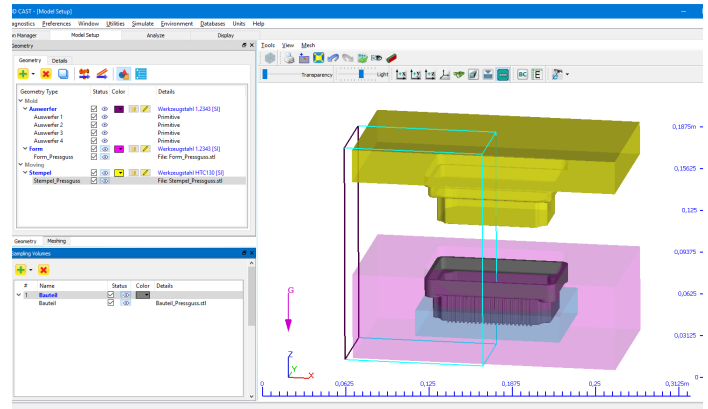 D CAST - [Model Setup]
agnostics Preferences Window Utilities Simulate Environment Databases Units Help
n Manager Model Setup Analyze Display
Geometry
Tools View Mesh
Geometry Details
Transparency Light
+X +X +X BC E
Geometry Type Status Color Details
Mold
Auswerfer Werkzeugstahl 1.2343 [SI]
Auswerfer 1 Primitive
Auswerfer 2 Primitive
Auswerfer 3 Primitive
Auswerfer 4 Primitive
Form Werkzeugstahl 1.2343 [SI]
Form_Pressguss File: Form_Pressguss.stl
Moving
Stempel Werkzeugstahl HTC130 [SI]
Stempel_Pressguss File: Stempel_Pressguss.stl
Geometry Meshing
Sampling Volumes
# Name Status Color Details
1 Bauteil
Bauteil Bauteil_Pressguss.stl
0,1875m
0,15625
0,125
0,09375
0,0625
0,03125
0
G
Z
Y
X
0 0,0625 0,125 0,1875 0,25 0,3125m